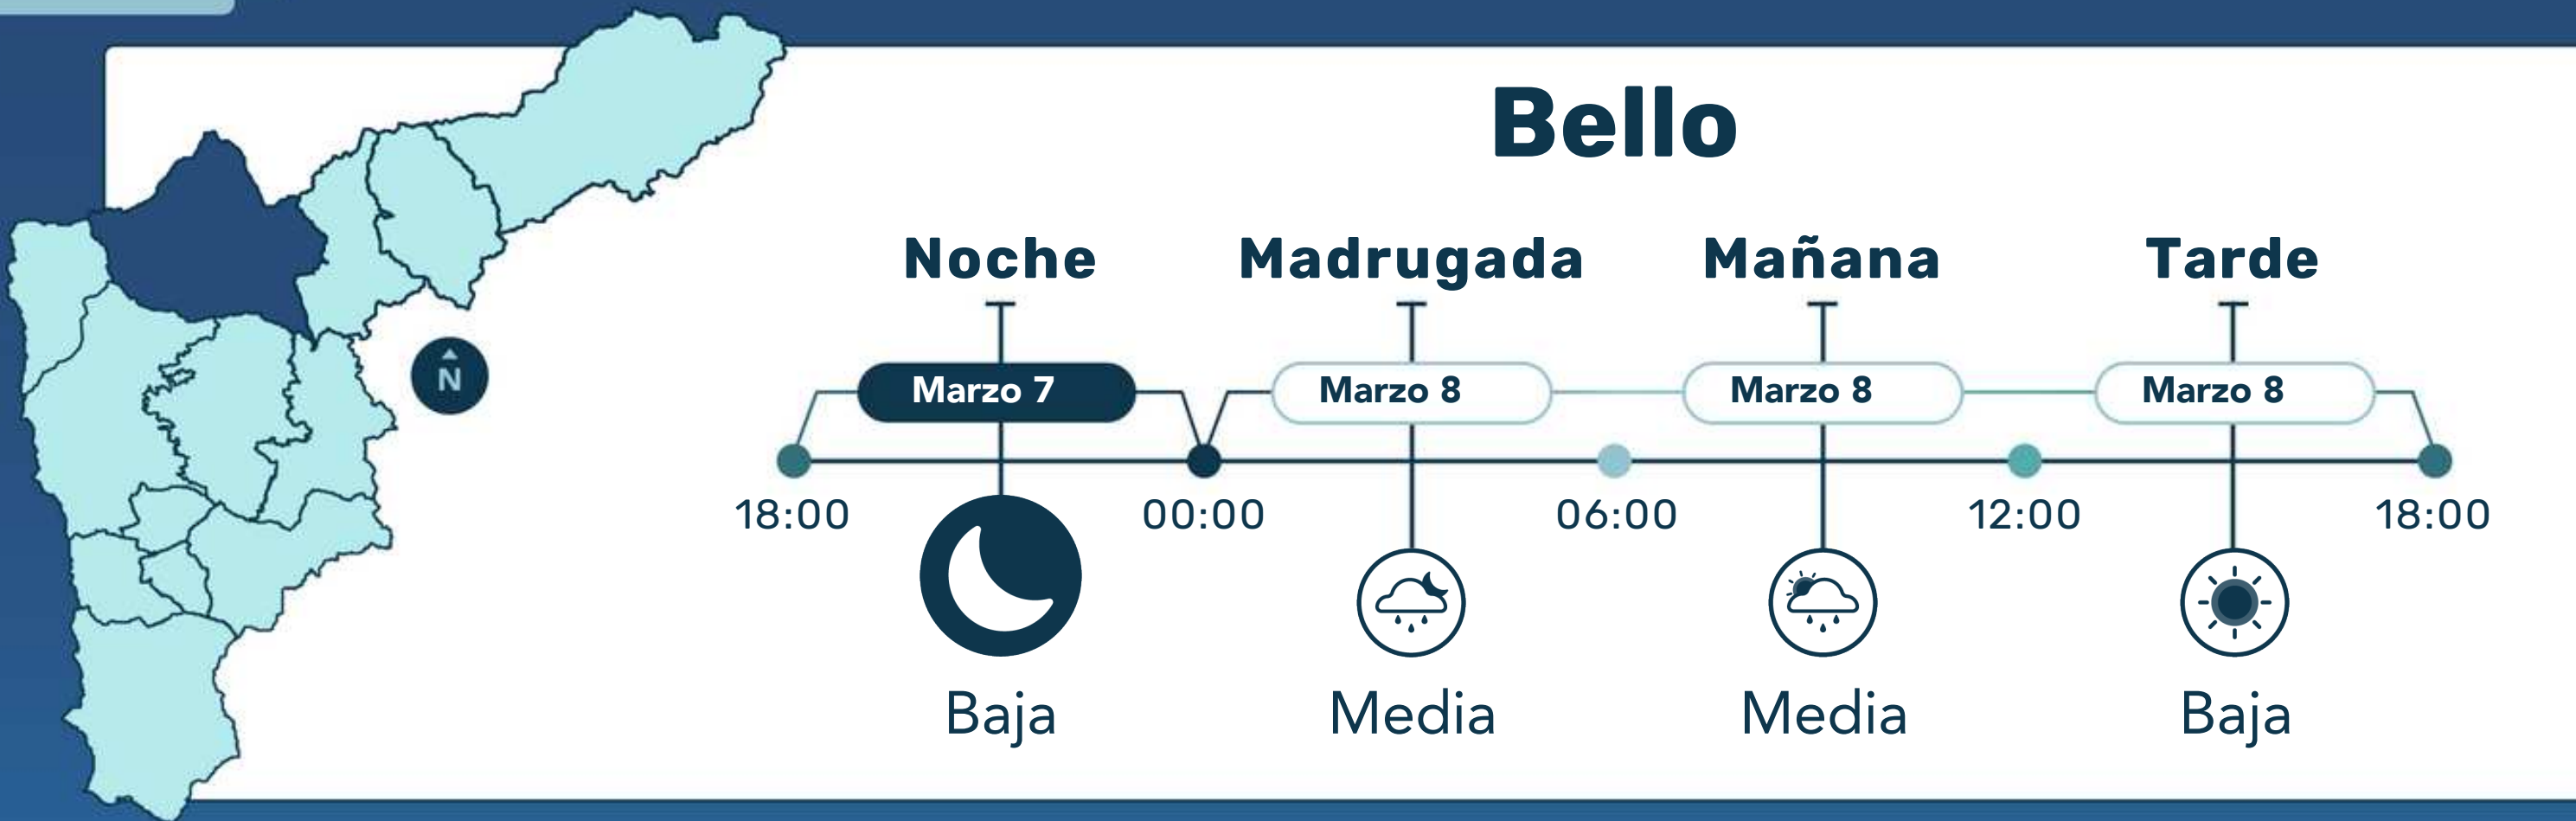 Bello
Noche Madrugada Mañana Tarde
Marzo 7 Marzo 8 Marzo 8 Marzo 8
N
18:00 00:00 06:00 12:00 18:00
Baja Media Media Baja